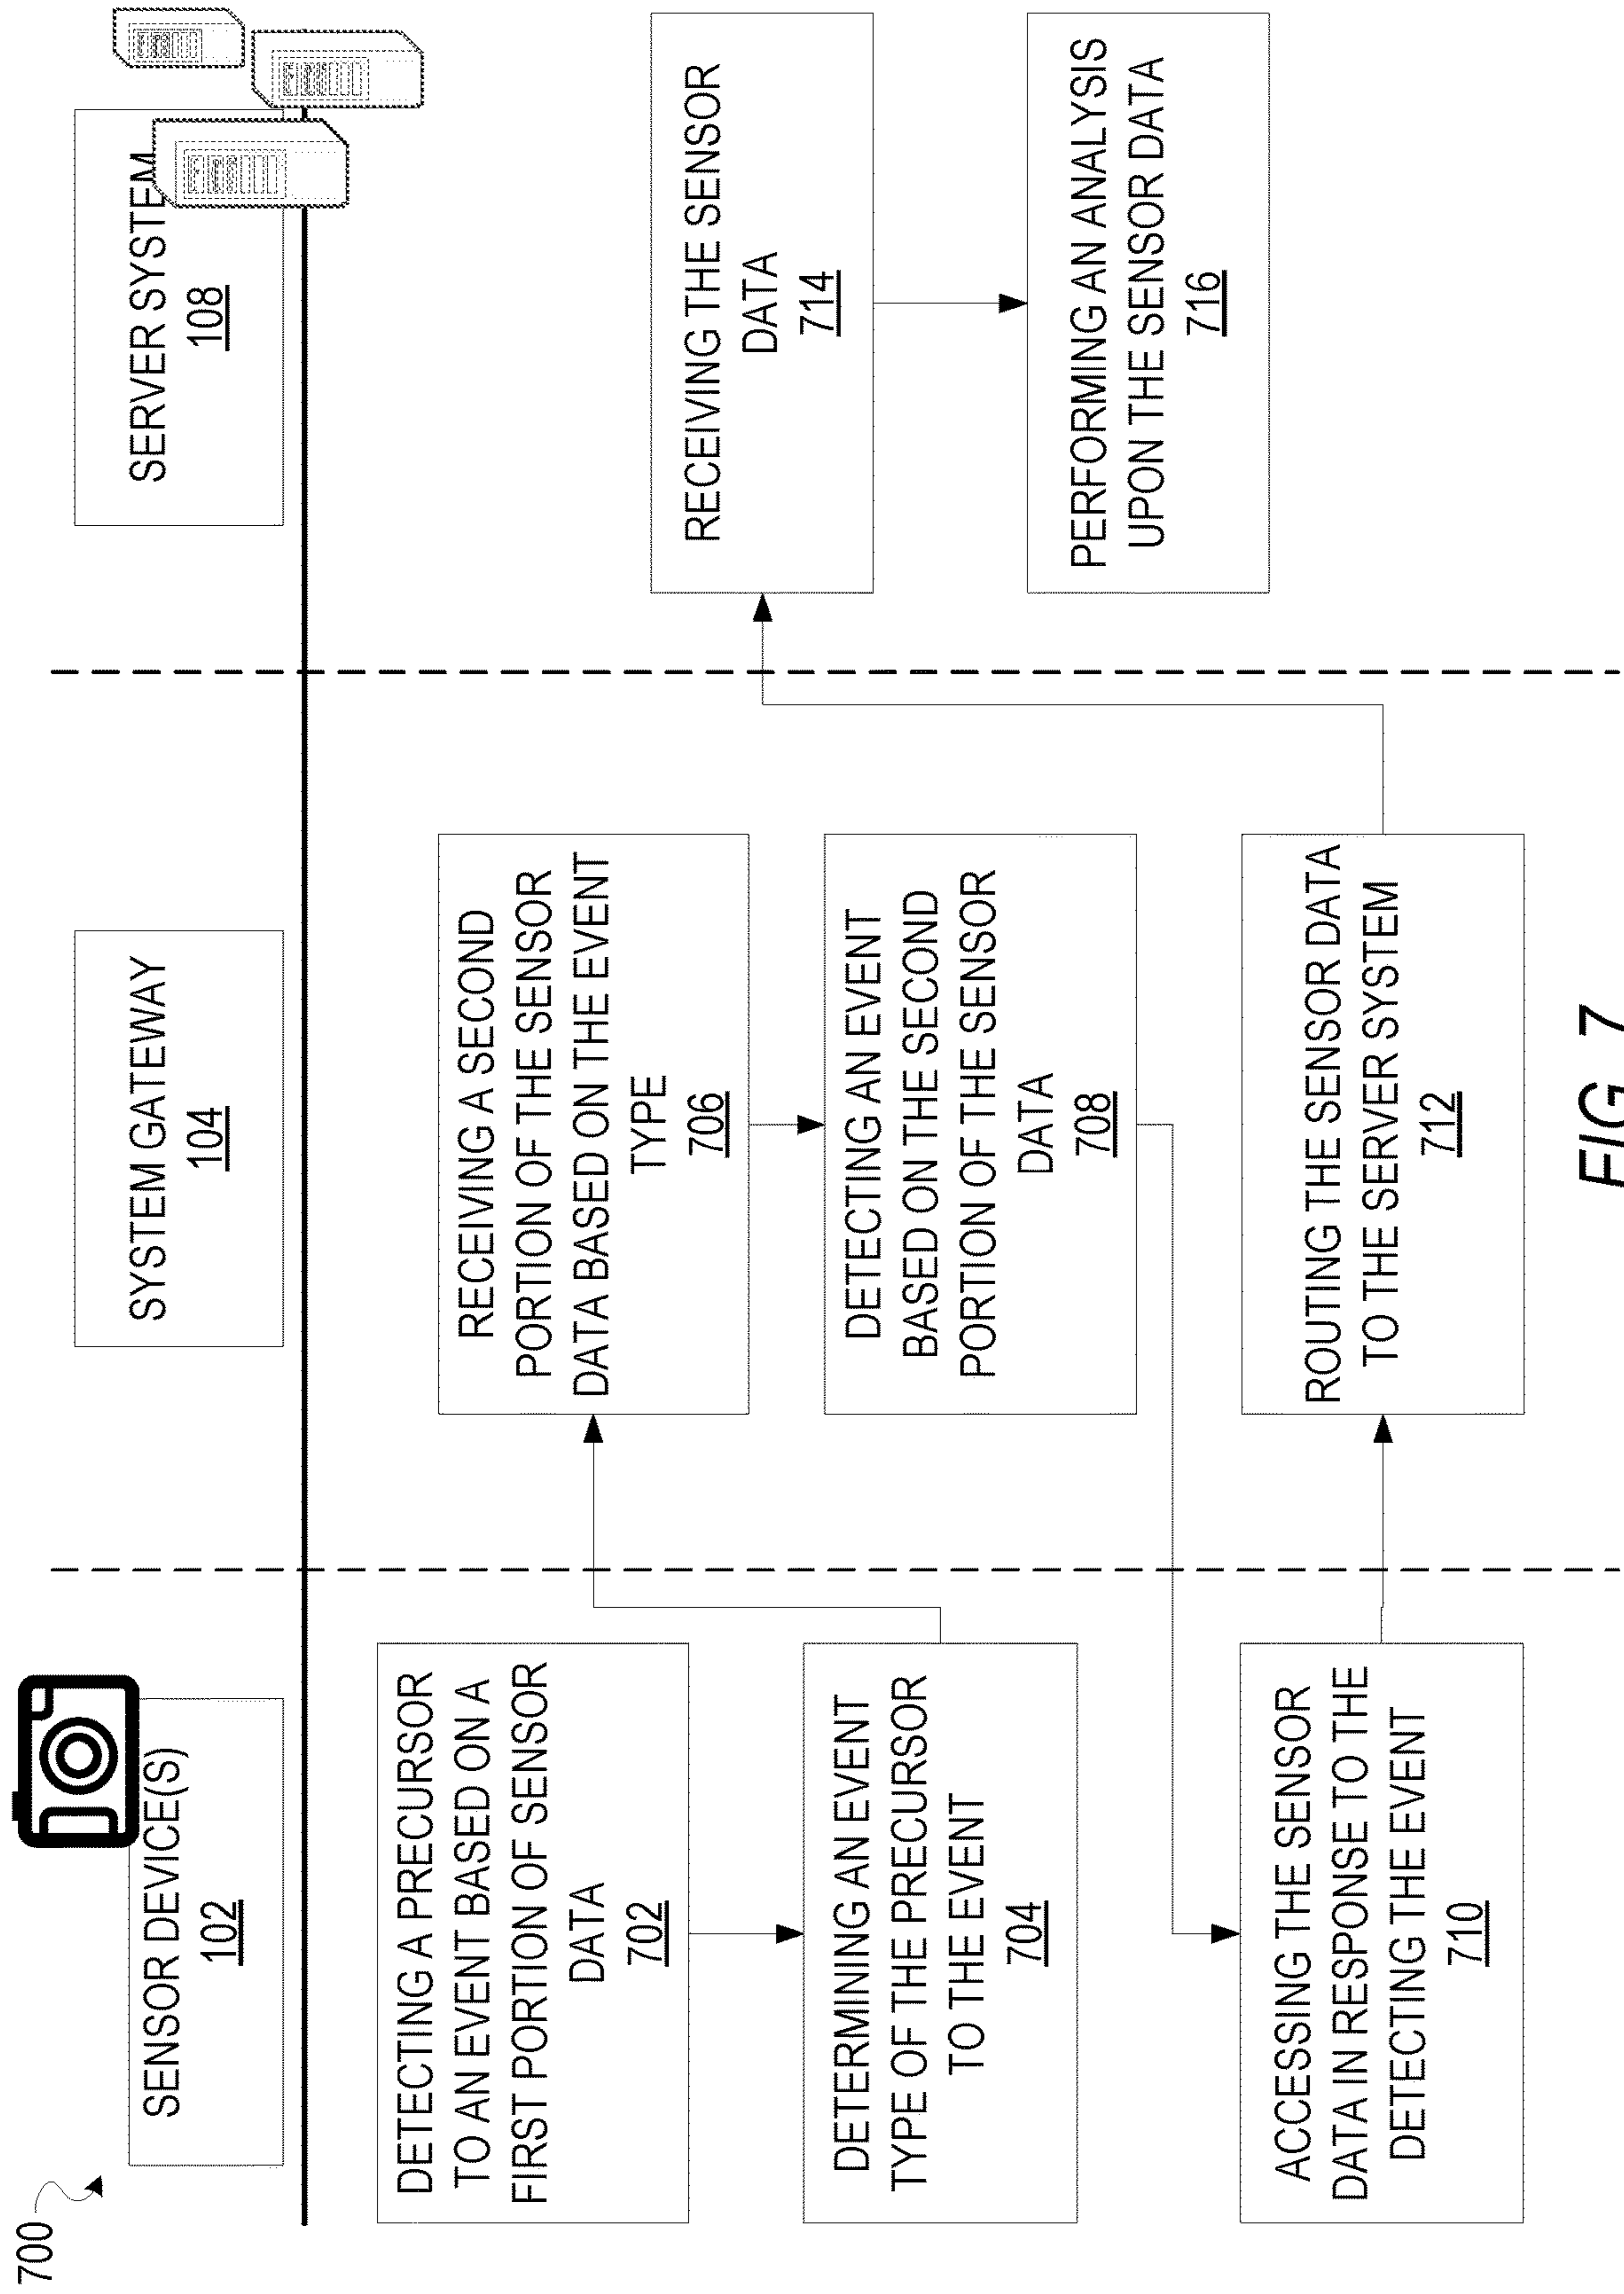 700
SENSOR DEVICE(S)
102
SYSTEM GATEWAY
104
SERVER SYSTEM
108
DETECTING A PRECURSOR
TO AN EVENT BASED ON A
FIRST PORTION OF SENSOR
DATA
702
DETERMINING AN EVENT
TYPE OF THE PRECURSOR
TO THE EVENT
704
RECEIVING A SECOND
PORTION OF THE SENSOR
DATA BASED ON THE EVENT
TYPE
706
DETECTING AN EVENT
BASED ON THE SECOND
PORTION OF THE SENSOR
DATA
708
ACCESSING THE SENSOR
DATA IN RESPONSE TO THE
DETECTING THE EVENT
710
ROUTING THE SENSOR DATA
TO THE SERVER SYSTEM
712
RECEIVING THE SENSOR
DATA
714
PERFORMING AN ANALYSIS
UPON THE SENSOR DATA
716
FIG 7